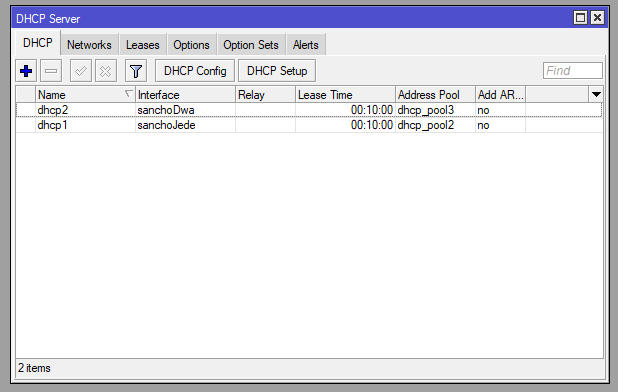 DHCP Server
DHCP Networks Leases Options Option Sets Alerts
DHCP Config DHCP Setup Find
Name Interface Relay Lease Time Address Pool Add AR...
dhcp2 sanchoDwa 00:10:00 dhcp_pool3 no
dhcp1 sanchoJede 00:10:00 dhcp_pool2 no
2 items